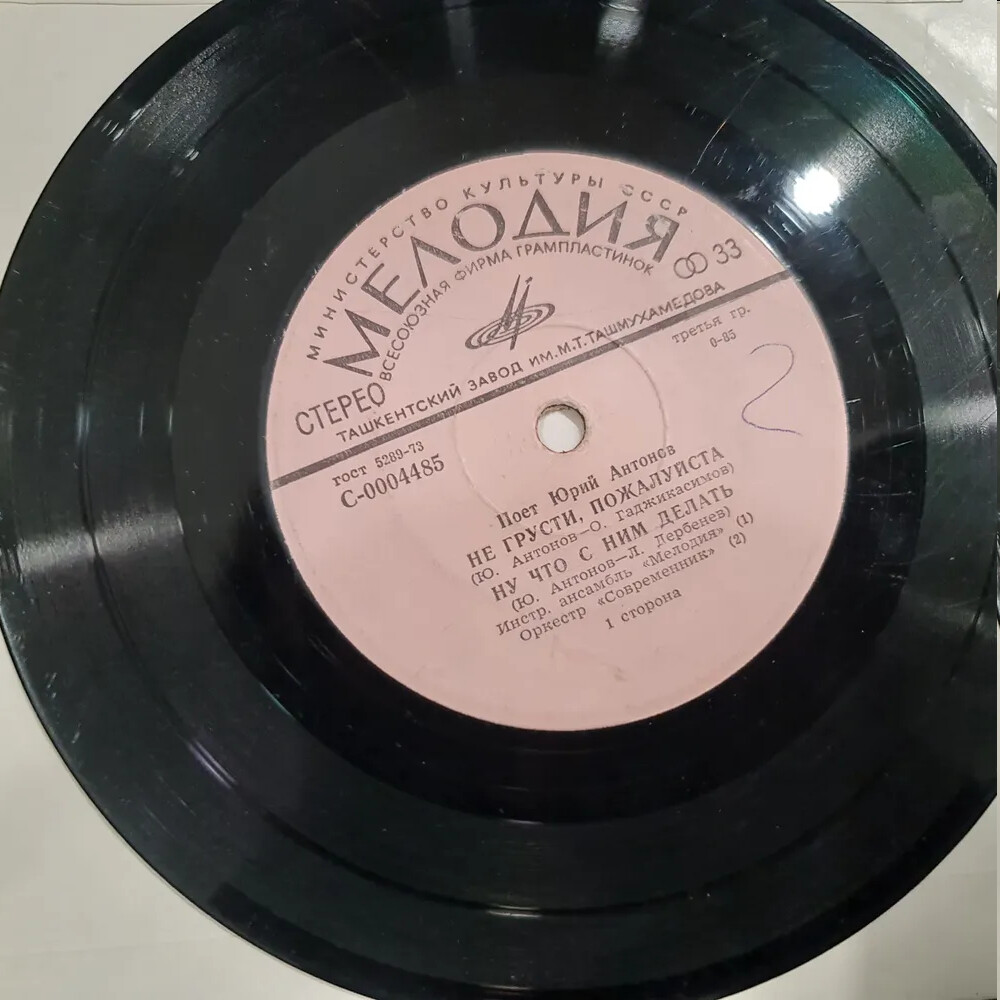 МИНИСТЕРСТВО КУЛЬТУРЫ СССР
МЕЛОДИЯ
ВСЕСОЮЗНАЯ ФИРМА ГРАМПЛАСТИНОК
СТЕРЕО
33
ТАШКЕНТСКИЙ ЗАВОД ИМ. М.Т.ТАШМУХАМЕДОВА
третья гр.
0-85
2
гост 5289-73
С-0004485
Поет Юрий Антонов
НЕ ГРУСТИ, ПОЖАЛУЙСТА
(Ю. Антонов—О. Гаджикасимов)
НУ ЧТО С НИМ ДЕЛАТЬ
(Ю. Антонов—Л. Дербенев)
Инстр. ансамбль «Мелодия» (1)
Оркестр «Современник» (2)
1 сторона